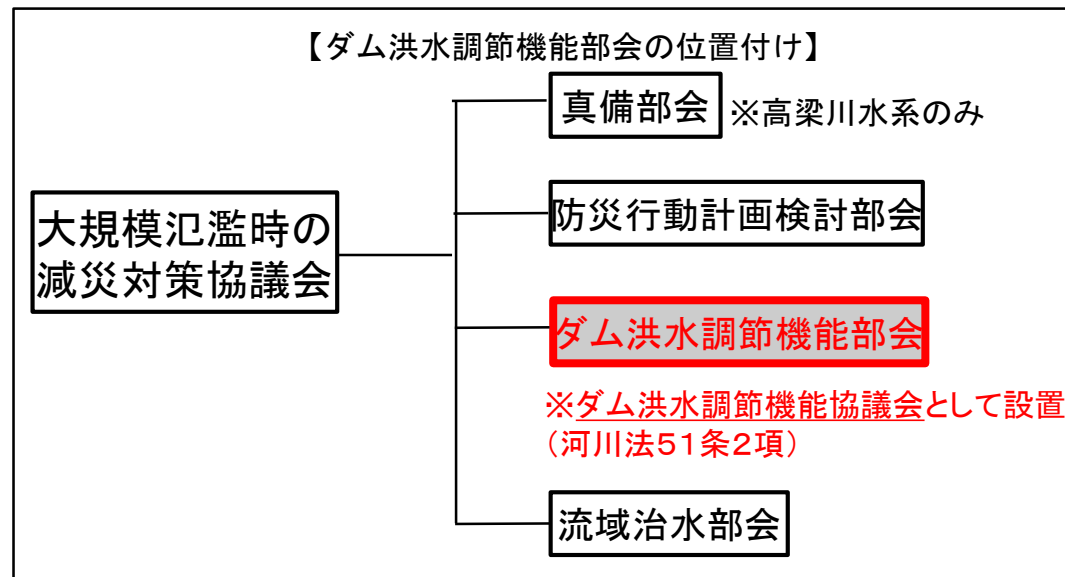 【ダム洪水調節機能部会の位置付け】
真備部会 ※高梁川水系のみ
防災行動計画検討部会
大規模氾濫時の
減災対策協議会
ダム洪水調節機能部会
※ダム洪水調節機能協議会として設置
(河川法51条2項)
流域治水部会